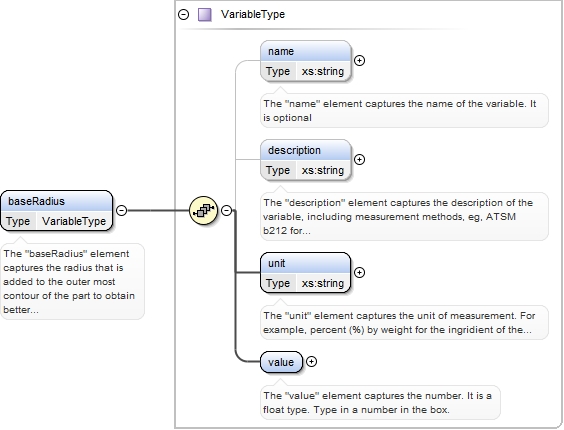 VariableType
name
Type xs:string
The "name" element captures the name of the variable. It
is optional
description
Type xs:string
The "description" element captures the description of the
variable, including measurement methods, eg, ATSM
b212 for...
baseRadius
Type VariableType
The "baseRadius" element
captures the radius that is
added to the outer most
contour of the part to obtain
better...
unit
Type xs:string
The "unit" element captures the unit of measurement. For
example, percent (%) by weight for the ingridient of the...
value
The "value" element captures the number. It is a
float type. Type in a number in the box.